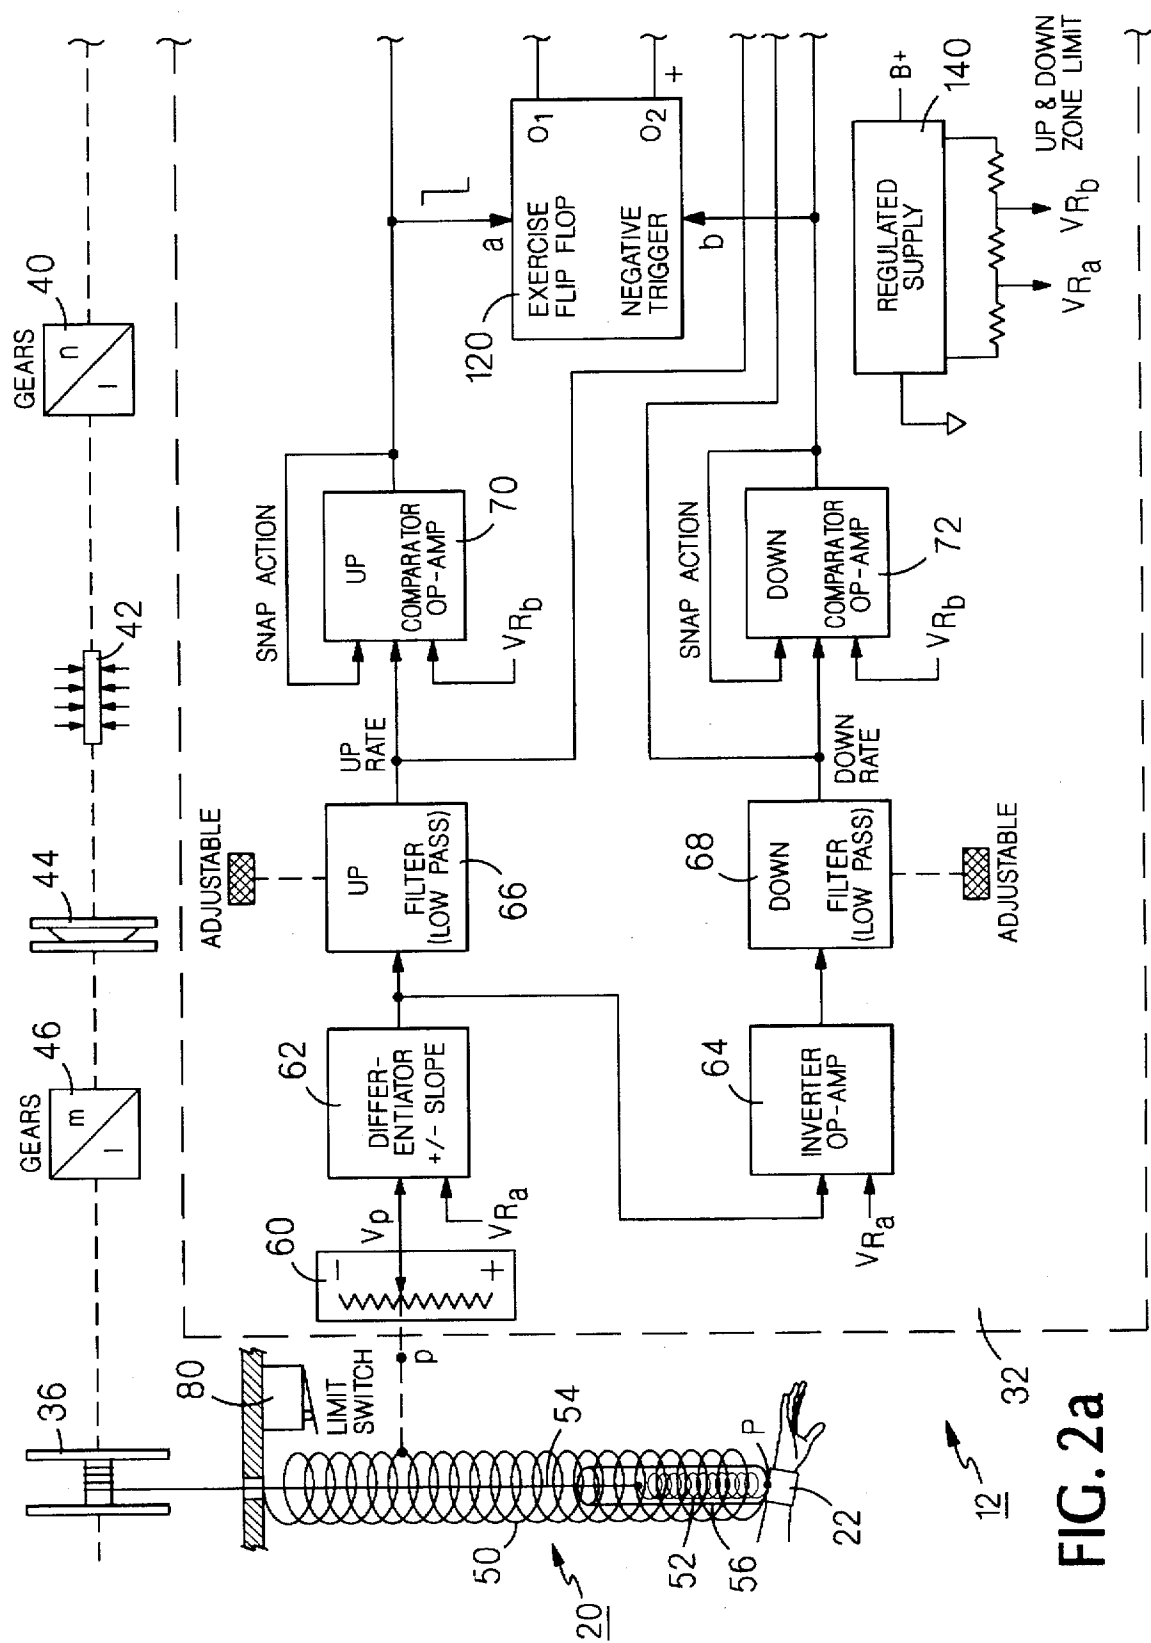 36
GEARS
46
m
1
44
42
GEARS
40
n
1
80
LIMIT
SWITCH
p
50
54
52
56
P
22
20
60
−
+
Vp
VRa
62
DIFFER-
ENTIATOR
+/− SLOPE
ADJUSTABLE
UP
FILTER
(LOW PASS)
66
UP
RATE
SNAP ACTION
UP
COMPARATOR
OP-AMP
70
VRb
a
EXERCISE
FLIP FLOP
O1
120
NEGATIVE
TRIGGER
O2
+
b
64
INVERTER
OP-AMP
VRa
68
DOWN
FILTER
(LOW PASS)
ADJUSTABLE
DOWN
RATE
SNAP ACTION
DOWN
COMPARATOR
OP-AMP
72
VRb
REGULATED
SUPPLY
B+
140
VRa
VRb
UP & DOWN
ZONE LIMIT
32
12
FIG. 2a